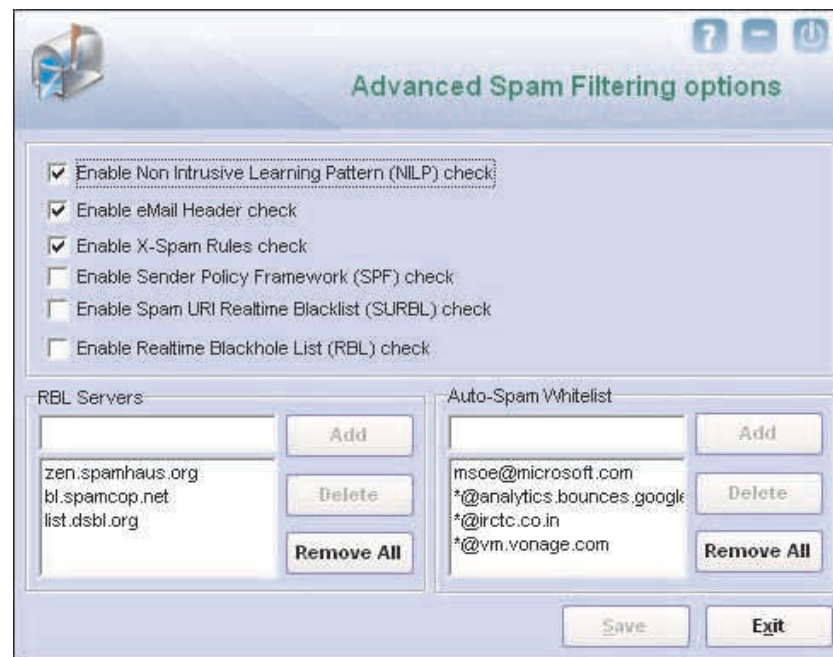 ?
Advanced Spam Filtering options
Enable Non Intrusive Learning Pattern (NILP) check
Enable eMail Header check
Enable X-Spam Rules check
Enable Sender Policy Framework (SPF) check
Enable Spam URI Realtime Blacklist (SURBL) check
Enable Realtime Blackhole List (RBL) check
RBL Servers
Add
zen.spamhaus.org
bl.spamcop.net
list.dsbl.org
Delete
Remove All
Auto-Spam Whitelist
Add
msoe@microsoft.com
*@analytics.bounces.google
*@irctc.co.in
*@vm.vonage.com
Delete
Remove All
Save
Exit